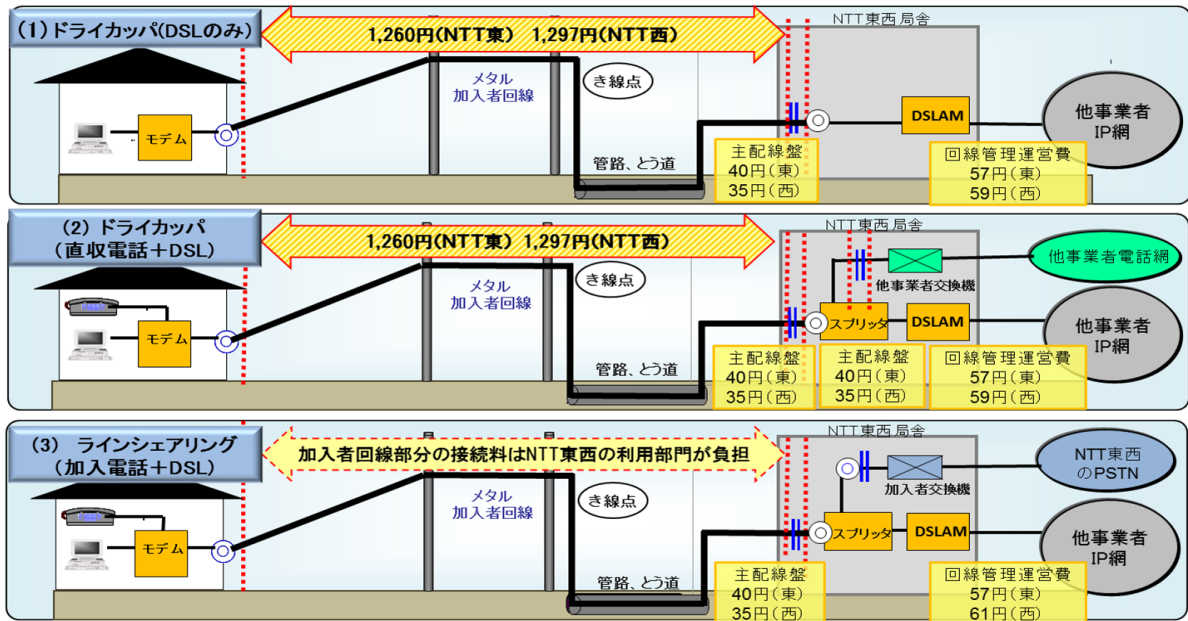 (1)ドライカッパ(DSLのみ)
1,260円(NTT東) 1,297円(NTT西)
NTT東西局舎
モデム
メタル
加入者回線
き線点
管路、とう道
DSLAM
他事業者
IP網
主配線盤
40円(東)
35円(西)
回線管理運営費
57円(東)
59円(西)
(2) ドライカッパ
(直収電話+DSL)
1,260円(NTT東) 1,297円(NTT西)
NTT東西局舎
モデム
メタル
加入者回線
き線点
管路、とう道
他事業者交換機
他事業者電話網
スプリッタ
DSLAM
他事業者
IP網
主配線盤
40円(東)
35円(西)
主配線盤
40円(東)
35円(西)
回線管理運営費
57円(東)
59円(西)
(3) ラインシェアリング
(加入電話+DSL)
加入者回線部分の接続料はNTT東西の利用部門が負担
NTT東西局舎
モデム
メタル
加入者回線
き線点
管路、とう道
加入者交換機
NTT東西
のPSTN
スプリッタ
DSLAM
他事業者
IP網
主配線盤
40円(東)
35円(西)
回線管理運営費
57円(東)
61円(西)